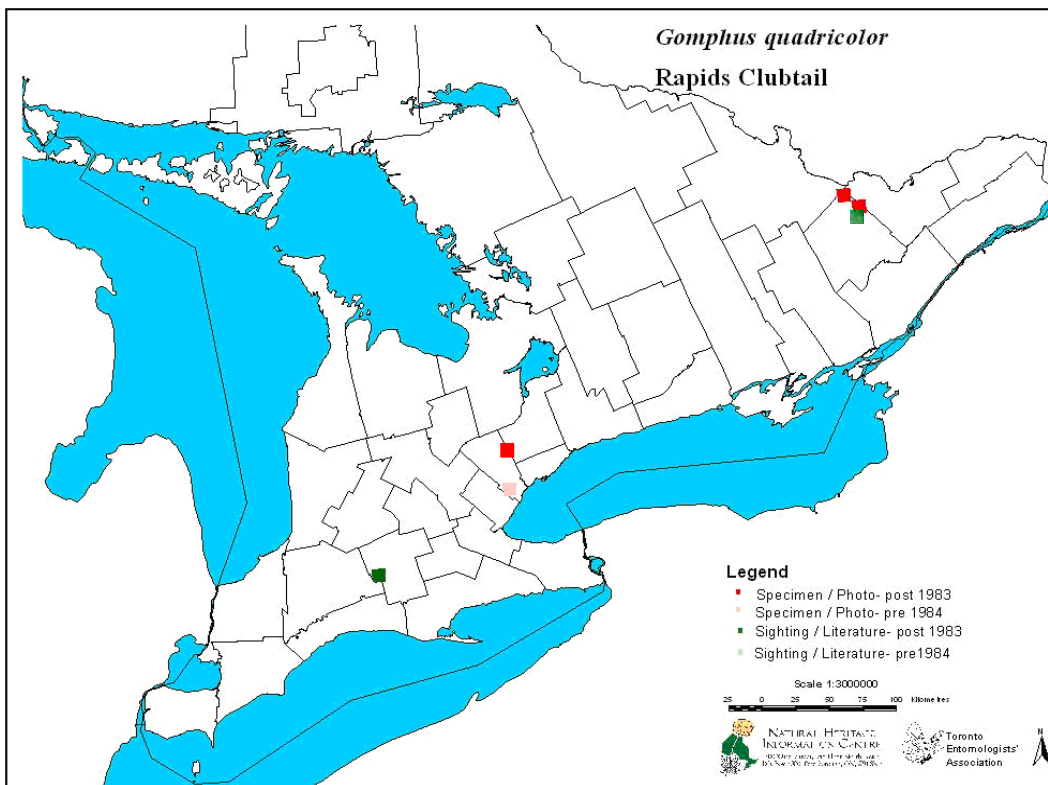 Gomphus quadricolor
Rapids Clubtail
Legend
Specimen / Photo- post 1983
Specimen / Photo- pre 1984
Sighting / Literature- post 1983
Sighting / Literature- pre1984
Scale 1:3000000
25 0 25 50 75 100 Kilometres
NATURAL HERITAGE
INFORMATION CENTRE
Toronto
Entomologists'
Association
N